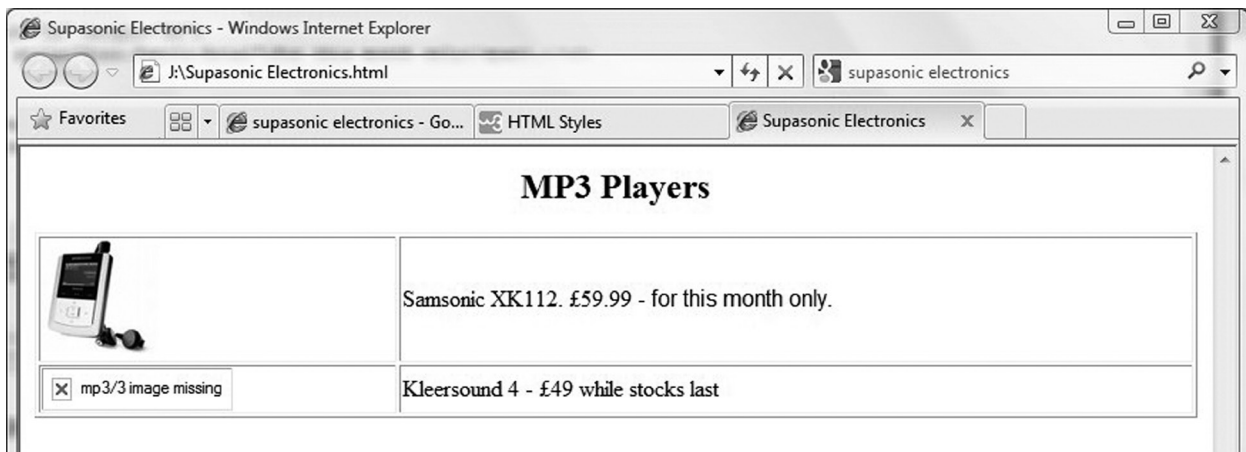 Supasonic Electronics - Windows Internet Explorer
J:\Supasonic Electronics.html
supasonic electronics
Favorites
supasonic electronics - Go...
HTML Styles
Supasonic Electronics
MP3 Players
Samsonic XK112. £59.99 - for this month only.
mp3/3 image missing
Kleersound 4 - £49 while stocks last